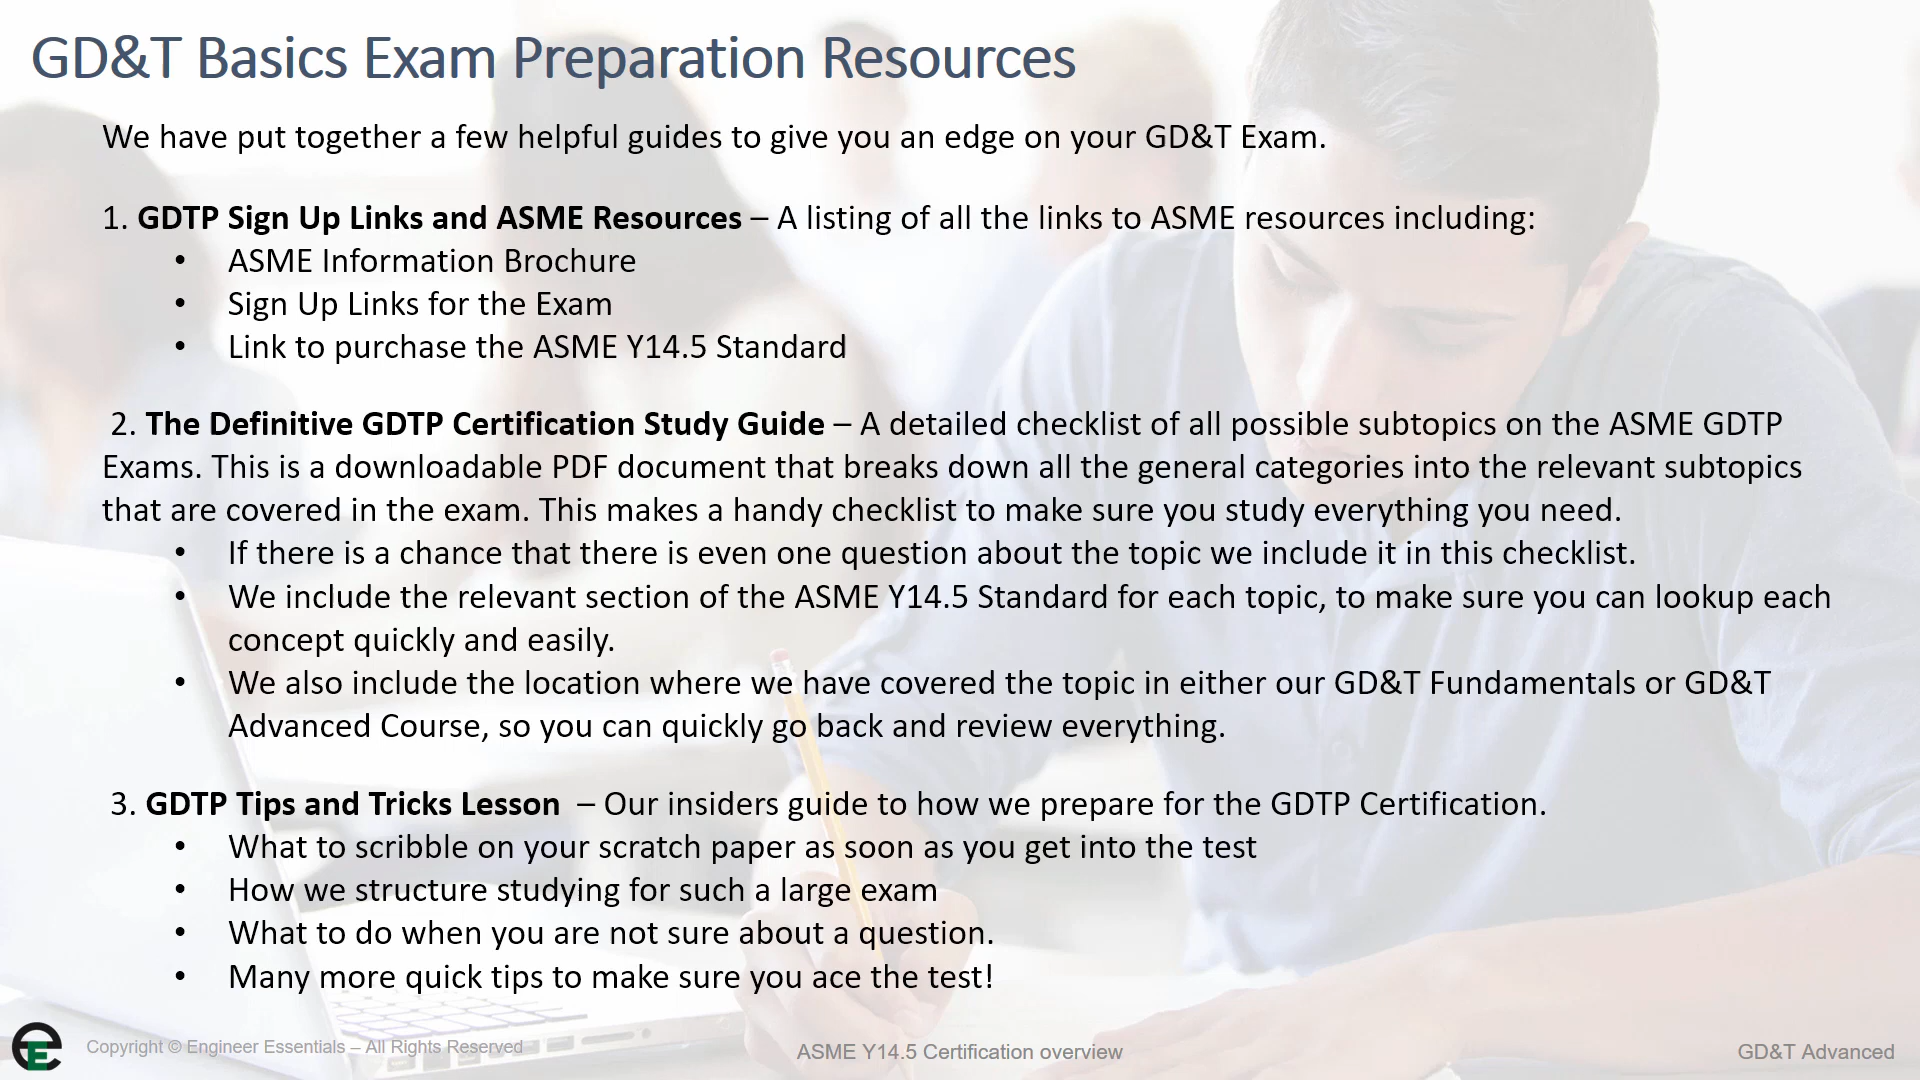 GD&T Basics Exam Preparation Resources
We have put together a few helpful guides to give you an edge on your GD&T Exam.
1. GDTP Sign Up Links and ASME Resources – A listing of all the links to ASME resources including:
• ASME Information Brochure
• Sign Up Links for the Exam
• Link to purchase the ASME Y14.5 Standard
2. The Definitive GDTP Certification Study Guide – A detailed checklist of all possible subtopics on the ASME GDTP
Exams. This is a downloadable PDF document that breaks down all the general categories into the relevant subtopics
that are covered in the exam. This makes a handy checklist to make sure you study everything you need.
• If there is a chance that there is even one question about the topic we include it in this checklist.
• We include the relevant section of the ASME Y14.5 Standard for each topic, to make sure you can lookup each
concept quickly and easily.
• We also include the location where we have covered the topic in either our GD&T Fundamentals or GD&T
Advanced Course, so you can quickly go back and review everything.
3. GDTP Tips and Tricks Lesson – Our insiders guide to how we prepare for the GDTP Certification.
• What to scribble on your scratch paper as soon as you get into the test
• How we structure studying for such a large exam
• What to do when you are not sure about a question.
• Many more quick tips to make sure you ace the test!
Copyright © Engineer Essentials – All Rights Reserved
ASME Y14.5 Certification overview
GD&T Advanced